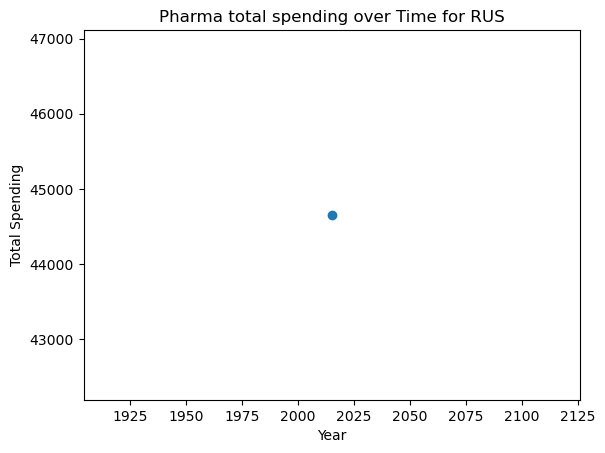 Pharma total spending over Time for RUS
47000
46000
45000
44000
43000
Total Spending
1925 1950 1975 2000 2025 2050 2075 2100 2125
Year